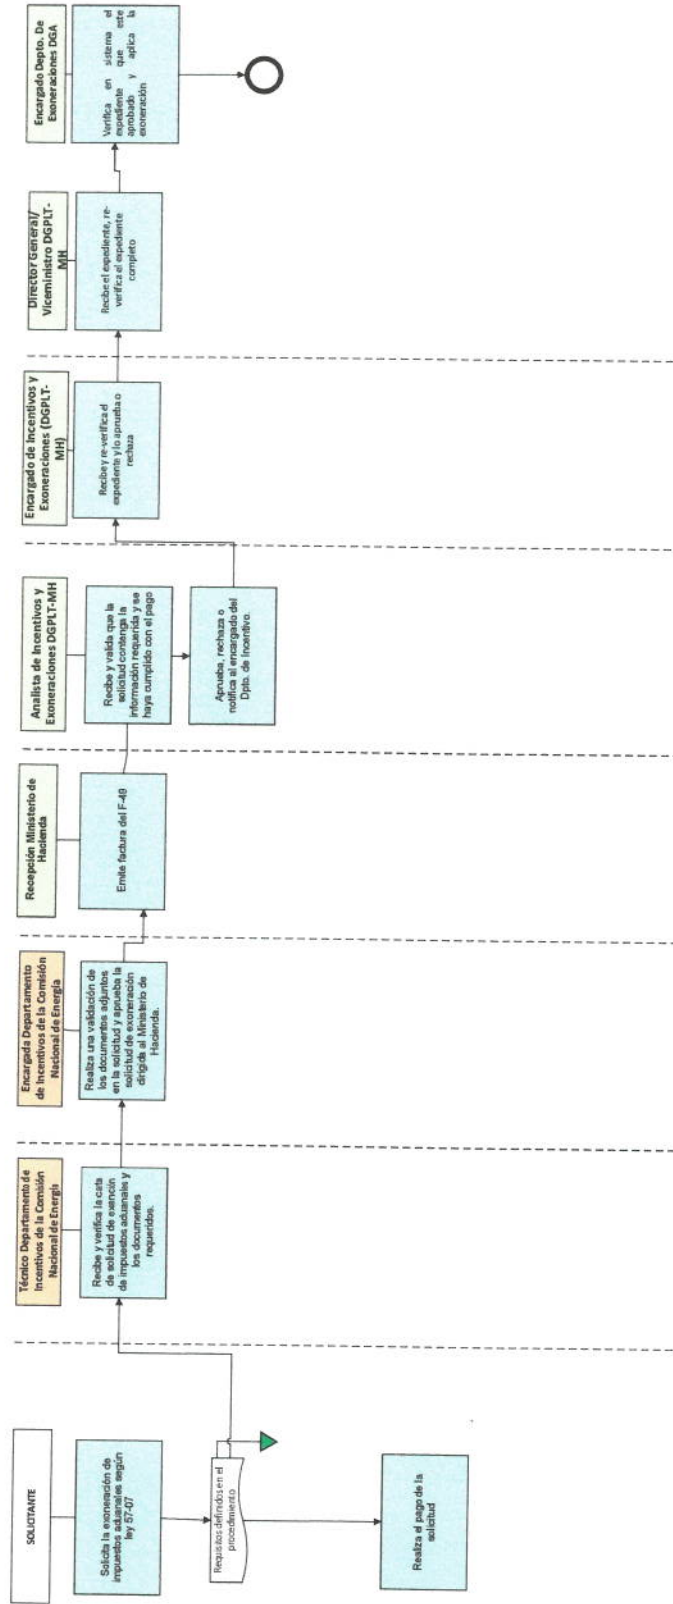 SOLICITANTE
Solicita la exoneración de
impuestos aduanales según
ley 57-07
Requisitos definidos en el
procedimiento
Realiza el pago de la
solicitud
Técnico Departamento de
Incentivos de la Comisión
Nacional de Energía
Recibe y verifica la cata
de solicitud de exanción
de impuestos aduanales y
los documentos
requeridos.
Encargada Departamento
de Incentivos de la Comisión
Nacional de Energía
Realiza una validación de
los documentos adjuntos
en la solicitud y aprueba la
solicitud de exoneración
dirigida al Ministerio de
Hacienda.
Recepción Ministerio de
Hacienda
Emite factura del F-49
Analista de Incentivos y
Exoneraciones DGPLT-MH
Recibe y valida que la
solicitud contenga la
información requerida y se
haya cumplido con el pago
Aprueba, rechaza o
notifica al encargado del
Dpto. de Incentivo.
Encargado de Incentivos y
Exoneraciones (DGPLT-
MH)
Recibe y re-verifica el
expediente y lo aprueba o
rechaza
Director General/
Viceministro DGPLT-
MH
Recibe el expediente, re-
verifica el expediente
completo
Encargado Depto. De
Exoneraciones DGA
Verifica en sistema el
expediente que este
aprobado y aplica la
exoneración